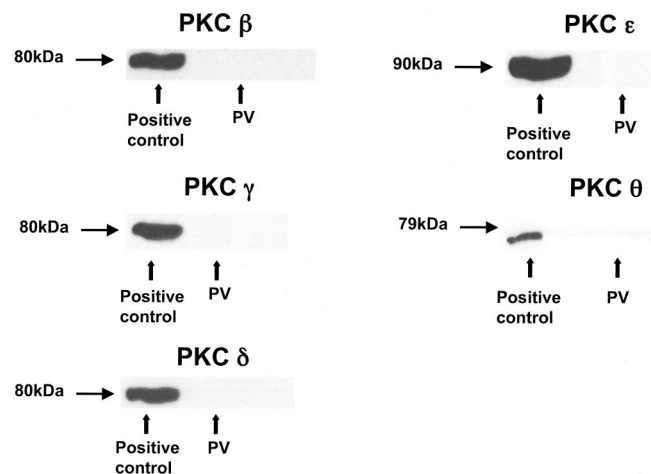 PKC β
80kDa
Positive
control
PV
PKC γ
80kDa
Positive
control
PV
PKC δ
80kDa
Positive
control
PV
PKC ε
90kDa
Positive
control
PV
PKC θ
79kDa
Positive
control
PV